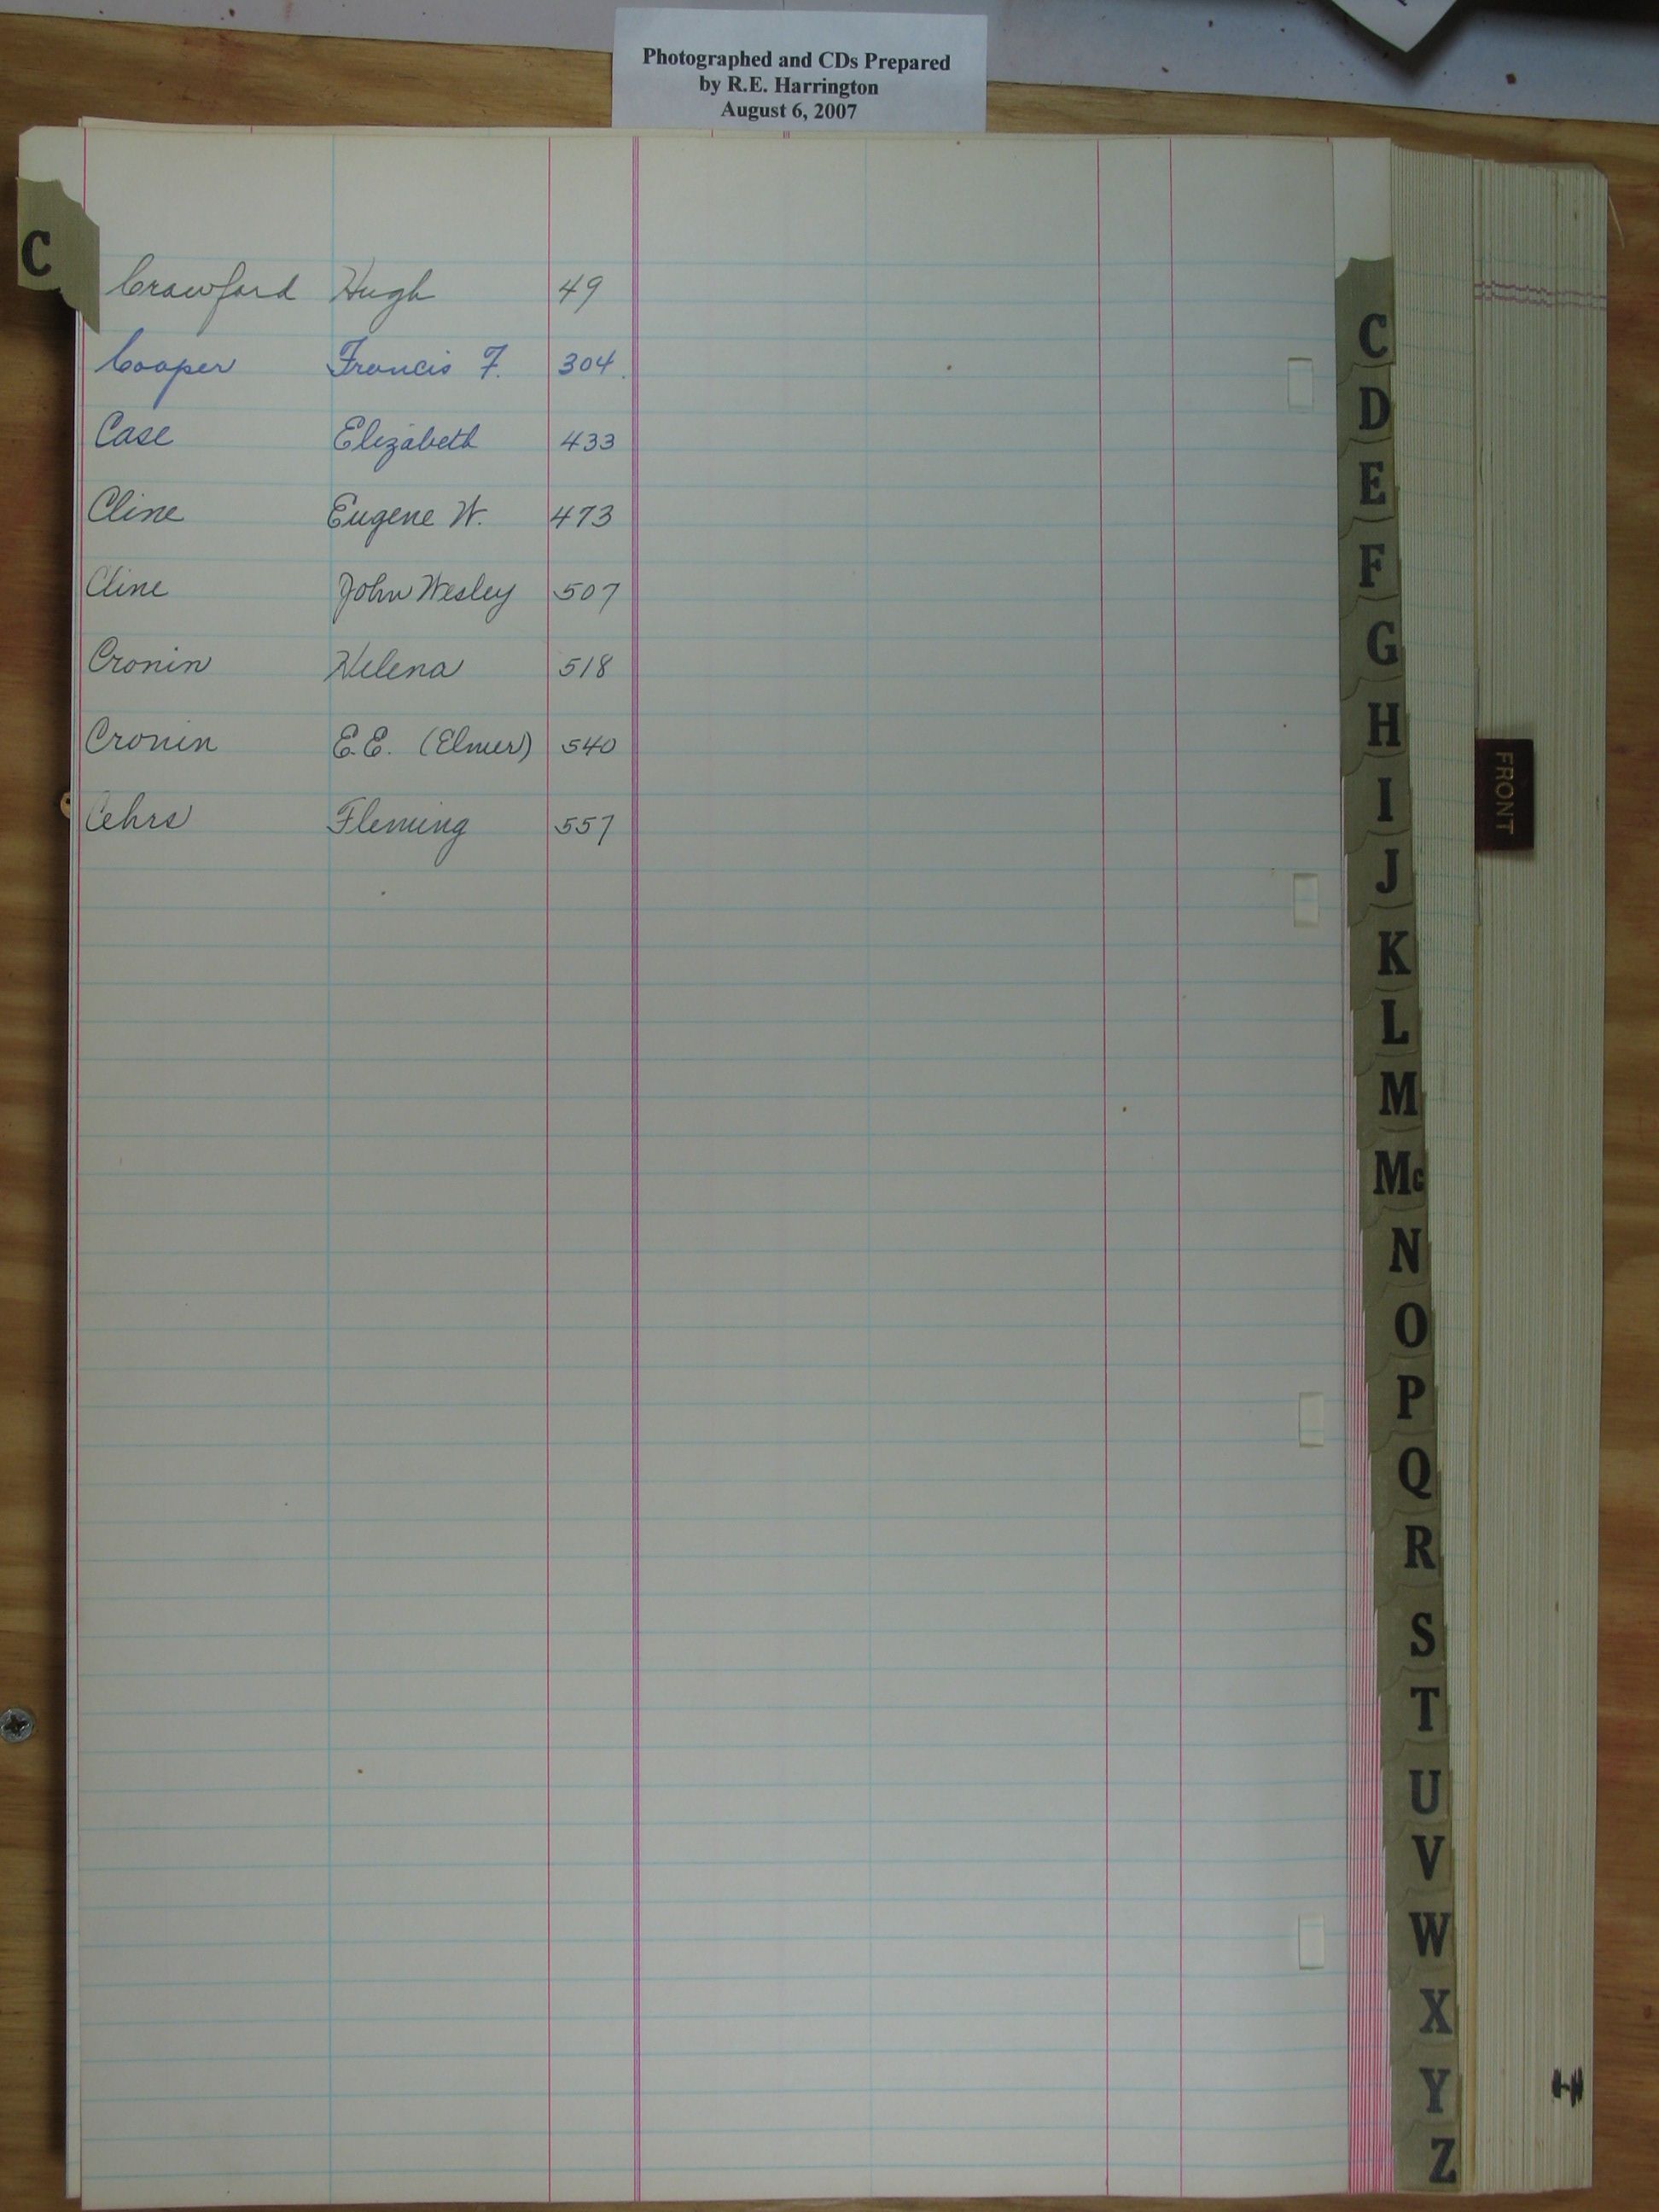 Photographed and CDs Prepared
by R.E. Harrington
August 6, 2007
C
Crawford Hugh 49
Cooper Francis F. 304.
Case Elizabeth 433
Cline Eugene W. 473
Cline John Wesley 507
Cronin Helena 518
Cronin E.E. (Elmer) 540
Cehrs Fleming 557
C
D
E
F
G
H
I
J
K
L
M
Mc
N
O
P
Q
R
S
T
U
V
W
X
Y
Z
FRONT